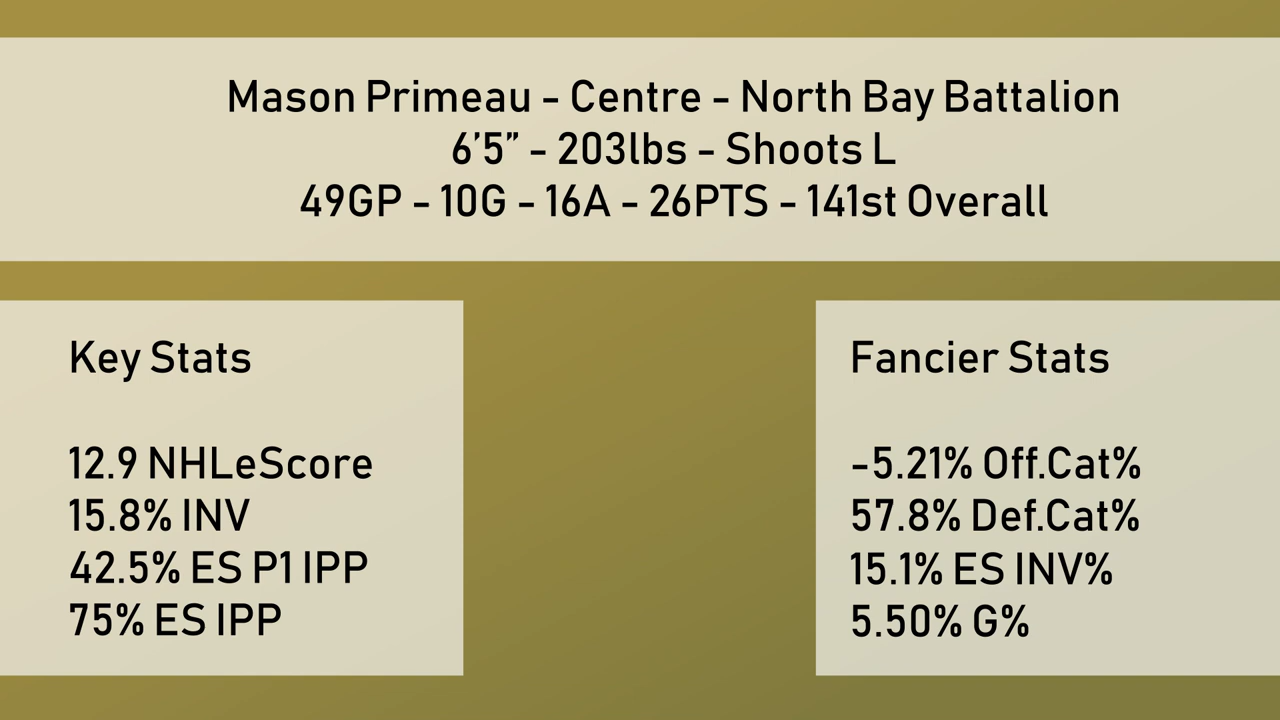 Mason Primeau - Centre - North Bay Battalion
6’5” - 203lbs - Shoots L
49GP - 10G - 16A - 26PTS - 141st Overall
Key Stats
12.9 NHLeScore
15.8% INV
42.5% ES P1 IPP
75% ES IPP
Fancier Stats
-5.21% Off.Cat%
57.8% Def.Cat%
15.1% ES INV%
5.50% G%